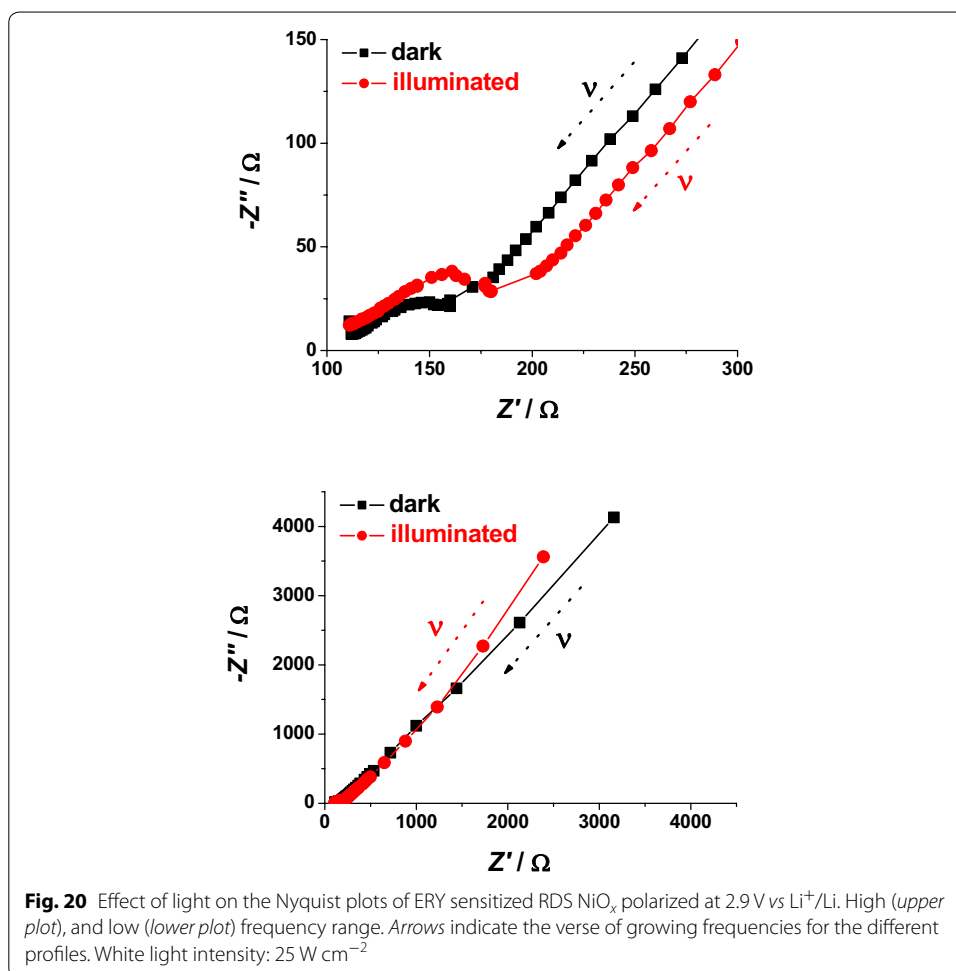 150
dark
illuminated
ν
100
-Z'' / Ω
ν
50
0
100 150 200 250 300
Z' / Ω
dark
4000
illuminated
3000
ν
ν
-Z'' / Ω
2000
1000
0
0 1000 2000 3000 4000
Z' / Ω
Fig. 20 Effect of light on the Nyquist plots of ERY sensitized RDS NiOₓ polarized at 2.9 V vs Li⁺/Li. High (upper
plot), and low (lower plot) frequency range. Arrows indicate the verse of growing frequencies for the different
profiles. White light intensity: 25 W cm⁻²